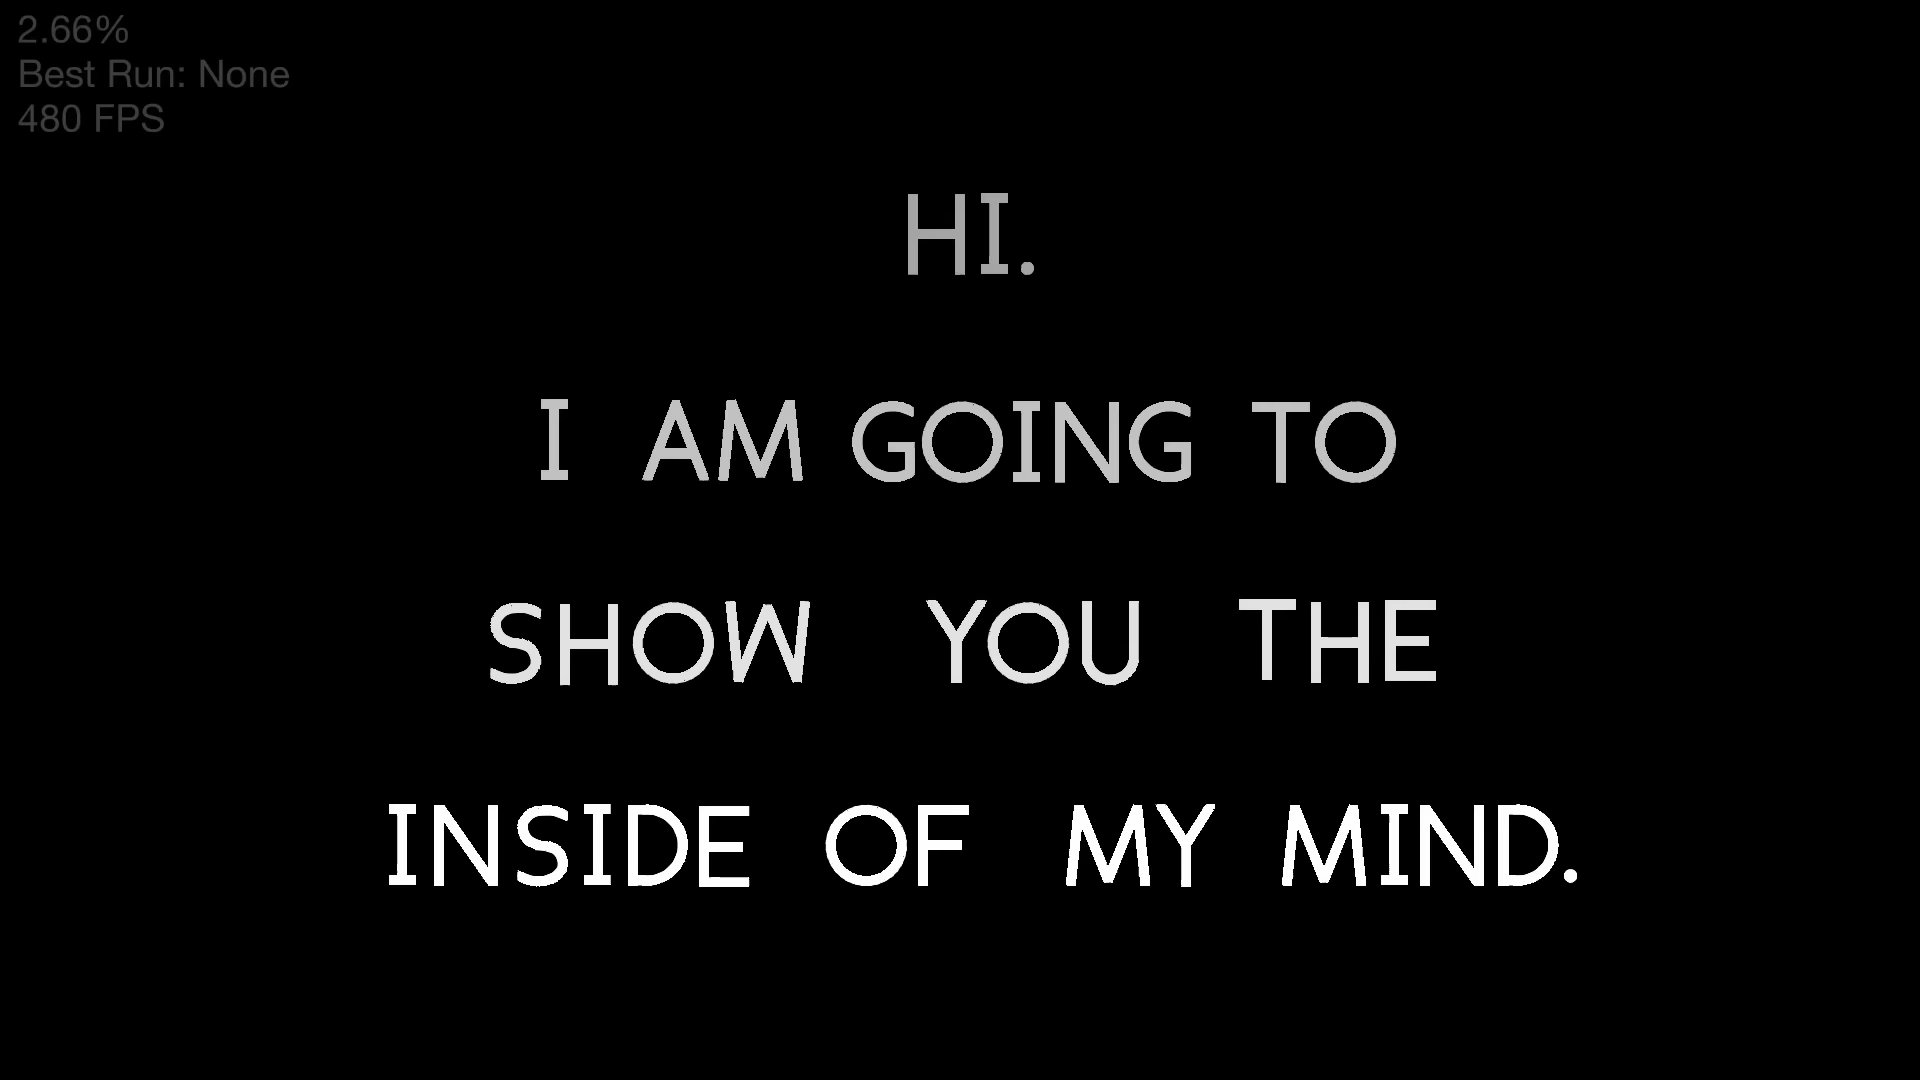 2.66%
Best Run: None
480 FPS
HI.
I AM GOING TO
SHOW YOU THE
INSIDE OF MY MIND.